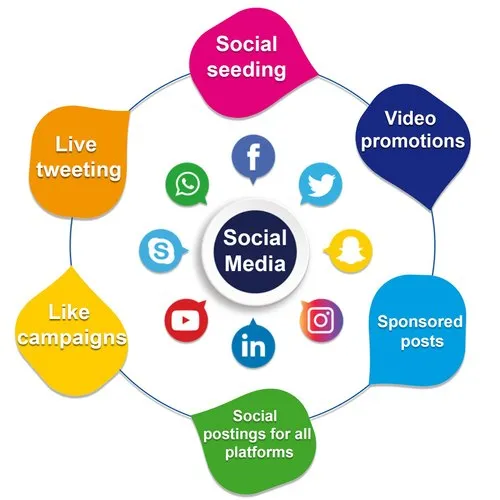 Social
seeding
Video
promotions
Sponsored
posts
Social
postings for all
platforms
Like
campaigns
Live
tweeting
Social
Media
f
in
S